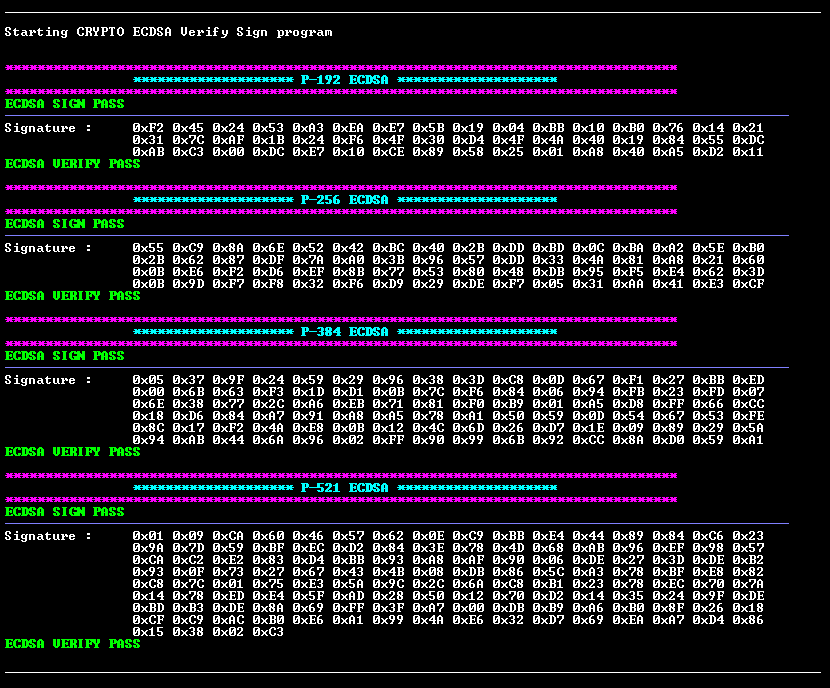 Starting CRYPTO ECDSA Verify Sign program
************************************************************************************
******************** P-192 ECDSA ********************
************************************************************************************
ECDSA SIGN PASS
Signature : 0xF2 0x45 0x24 0x53 0xA3 0xEA 0xE7 0x5B 0x19 0x04 0xBB 0x10 0xB0 0x76 0x14 0x21
0x31 0x7C 0xAF 0x1B 0x24 0xF6 0x4F 0x30 0xD4 0x4F 0x4A 0x40 0x19 0x84 0x55 0xDC
0xAB 0xC3 0x00 0xDC 0xE7 0x10 0xCE 0x89 0x58 0x25 0x01 0xA8 0x40 0xA5 0xD2 0x11
ECDSA VERIFY PASS
************************************************************************************
******************** P-256 ECDSA ********************
************************************************************************************
ECDSA SIGN PASS
Signature : 0x55 0xC9 0x8A 0x6E 0x52 0x42 0xBC 0x40 0x2B 0xDD 0xBD 0x0C 0xBA 0xA2 0x5E 0xB0
0x2B 0x62 0x87 0xDF 0x7A 0xA0 0x3B 0x96 0x57 0xDD 0x33 0x4A 0x81 0xA8 0x21 0x60
0x0B 0xE6 0xF2 0xD6 0xEF 0x8B 0x77 0x53 0x80 0x48 0xDB 0x95 0xF5 0xE4 0x62 0x3D
0x0B 0x9D 0xF7 0xF8 0x32 0xF6 0xD9 0x29 0xDE 0xF7 0x05 0x31 0xAA 0x41 0xE3 0xCF
ECDSA VERIFY PASS
************************************************************************************
******************** P-384 ECDSA ********************
************************************************************************************
ECDSA SIGN PASS
Signature : 0x05 0x37 0x9F 0x24 0x59 0x29 0x96 0x38 0x3D 0xC8 0x0D 0x67 0xF1 0x27 0xBB 0xED
0x00 0x6B 0x63 0xF3 0x1D 0xD1 0x0B 0x7C 0xF6 0x84 0x06 0x94 0xFB 0x23 0xFD 0x07
0x6E 0x38 0x77 0x2C 0xA6 0xEB 0x71 0x81 0xF0 0xB9 0x01 0xA5 0xD8 0xFF 0x66 0xCC
0x18 0xD6 0x84 0xA7 0x91 0xA8 0xA5 0x78 0xA1 0x50 0x59 0x0D 0x54 0x67 0x53 0xFE
0x8C 0x17 0xF2 0x4A 0xE8 0x0B 0x12 0x4C 0x6D 0x26 0xD7 0x1E 0x09 0x89 0x29 0x5A
0x94 0xAB 0x44 0x6A 0x96 0x02 0xFF 0x90 0x99 0x6B 0x92 0xCC 0x8A 0xD0 0x59 0xA1
ECDSA VERIFY PASS
************************************************************************************
******************** P-521 ECDSA ********************
************************************************************************************
ECDSA SIGN PASS
Signature : 0x01 0x09 0xCA 0x60 0x46 0x57 0x62 0x0E 0xC9 0xBB 0xE4 0x44 0x89 0x84 0xC6 0x23
0x9A 0x7D 0x59 0xBF 0xEC 0xD2 0x84 0x3E 0x78 0x4D 0x68 0xAB 0x96 0xEF 0x98 0x57
0xCA 0xC2 0xE2 0x83 0xD4 0xBB 0x93 0xA8 0xAF 0x90 0x06 0xDE 0x27 0x3D 0xDE 0xB2
0x93 0x0F 0x73 0x27 0x67 0x43 0x4B 0x08 0xDB 0x86 0x5C 0xA3 0x78 0xBF 0xE8 0x82
0xC8 0x7C 0x01 0x75 0xE3 0x5A 0x9C 0x2C 0x6A 0xC8 0xB1 0x23 0x78 0xEC 0x70 0x7A
0x14 0x78 0xED 0xE4 0x5F 0xAD 0x28 0x50 0x12 0x70 0xD2 0x14 0x35 0x24 0x9F 0xDE
0xBD 0xB3 0xDE 0x8A 0x69 0xFF 0x3F 0xA7 0x00 0xDB 0xB9 0xA6 0xB0 0x8F 0x26 0x18
0xCF 0xC9 0xAC 0xB0 0xE6 0xA1 0x99 0x4A 0xE6 0x32 0xD7 0x69 0xEA 0xA7 0xD4 0x86
0x15 0x38 0x02 0xC3
ECDSA VERIFY PASS